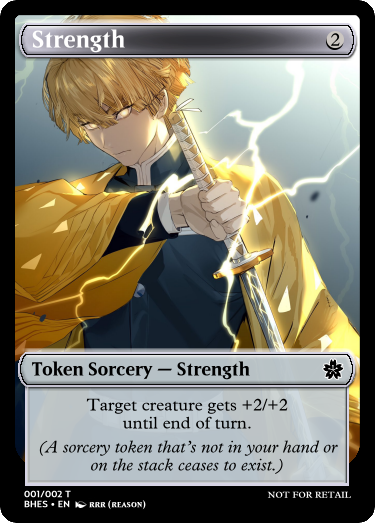 Strength 2
Token Sorcery — Strength
Target creature gets +2/+2
until end of turn.
(A sorcery token that's not in your hand or
on the stack ceases to exist.)
001/002 T
BHES • EN RRR (REASON) NOT FOR RETAIL